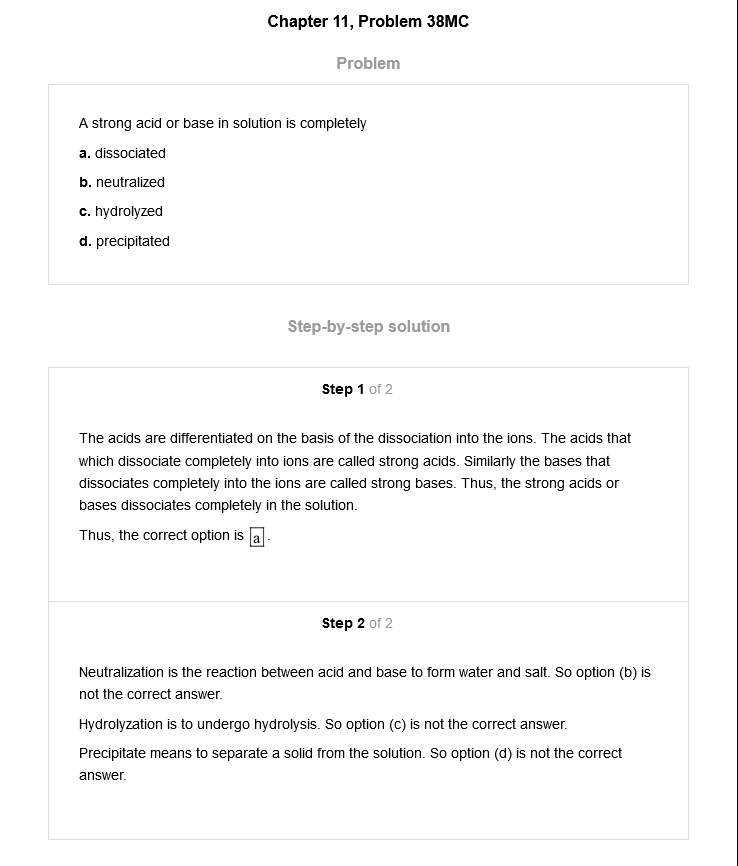 Chapter 11, Problem 38MC
Problem
A strong acid or base in solution is completely
a. dissociated
b. neutralized
c. hydrolyzed
d. precipitated
Step-by-step solution
Step 1 of 2
The acids are differentiated on the basis of the dissociation into the ions. The acids that
which dissociate completely into ions are called strong acids. Similarly the bases that
dissociates completely into the ions are called strong bases. Thus, the strong acids or
bases dissociates completely in the solution.
Thus, the correct option is a.
Step 2 of 2
Neutralization is the reaction between acid and base to form water and salt. So option (b) is
not the correct answer.
Hydrolyzation is to undergo hydrolysis. So option (c) is not the correct answer.
Precipitate means to separate a solid from the solution. So option (d) is not the correct
answer.